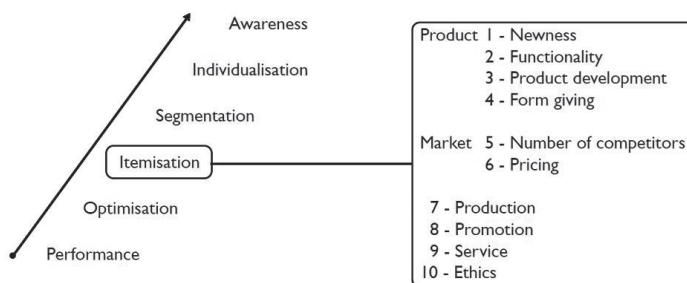 Awareness
Individualisation
Segmentation
Itemisation
Optimisation
Performance
Product 1 - Newness
2 - Functionality
3 - Product development
4 - Form giving
Market 5 - Number of competitors
6 - Pricing
7 - Production
8 - Promotion
9 - Service
10 - Ethics